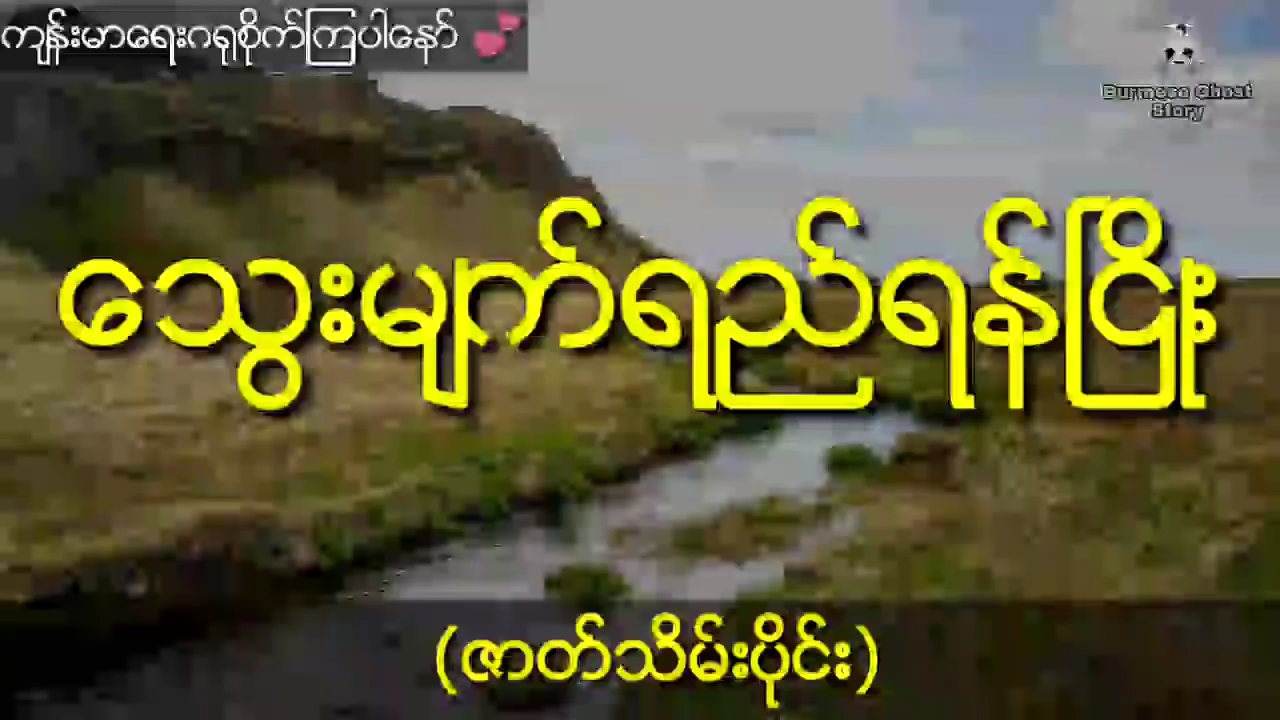 ကျန်းမာရေးဂရုစိုက်ကြပါနော် 💕
Burmese Ghost
Story
သွေးမျက်ရည်ရန်ငြိုး
(ဇာတ်သိမ်းပိုင်း)